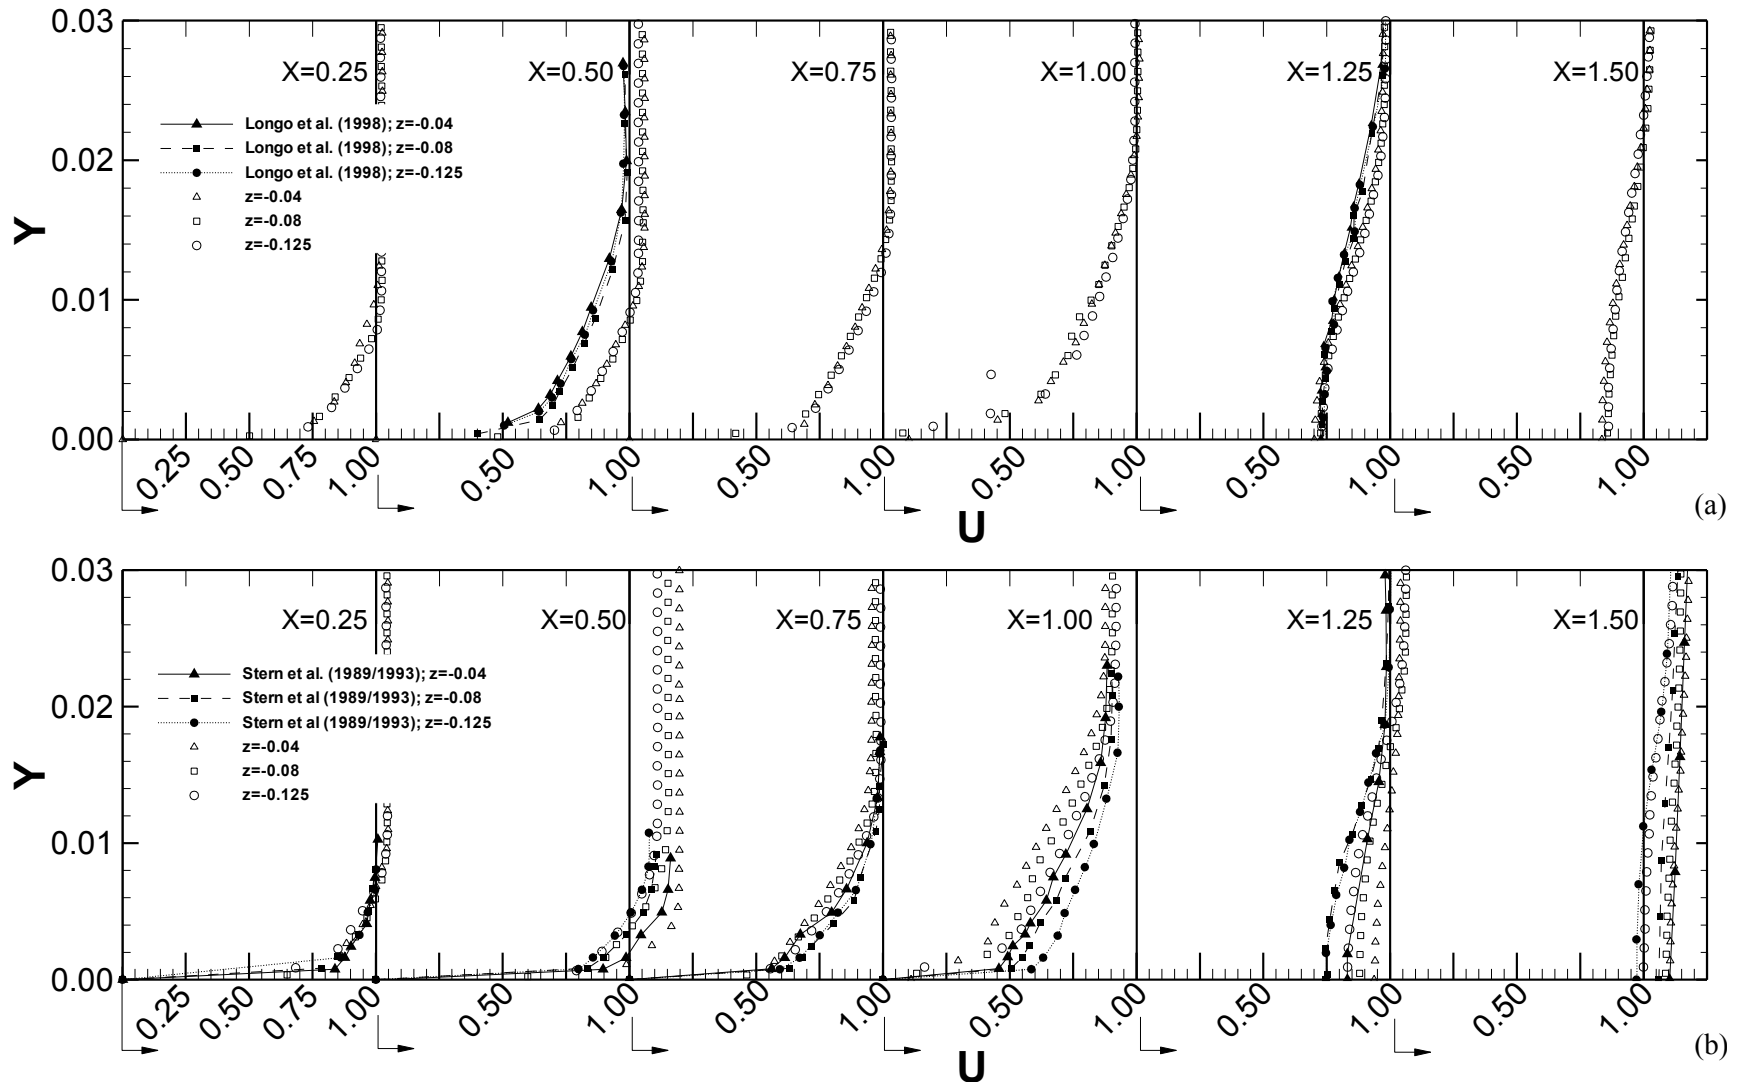 0.03
X=0.25 X=0.50 X=0.75 X=1.00 X=1.25 X=1.50
Longo et al. (1998); z=-0.04
Longo et al. (1998); z=-0.08
Longo et al. (1998); z=-0.125
z=-0.04
z=-0.08
z=-0.125
0.02
Y
0.01
0.00
0.25 0.50 0.75 1.00 0.50 1.00 0.50 1.00 0.50 1.00 0.50 1.00 0.50 1.00
U
(a)
0.03
X=0.25 X=0.50 X=0.75 X=1.00 X=1.25 X=1.50
Stern et al. (1989/1993); z=-0.04
Stern et al. (1989/1993); z=-0.08
Stern et al (1989/1993); z=-0.125
z=-0.04
z=-0.08
z=-0.125
0.02
Y
0.01
0.00
0.25 0.50 0.75 1.00 0.50 1.00 0.50 1.00 0.50 1.00 0.50 1.00 0.50 1.00
U
(b)